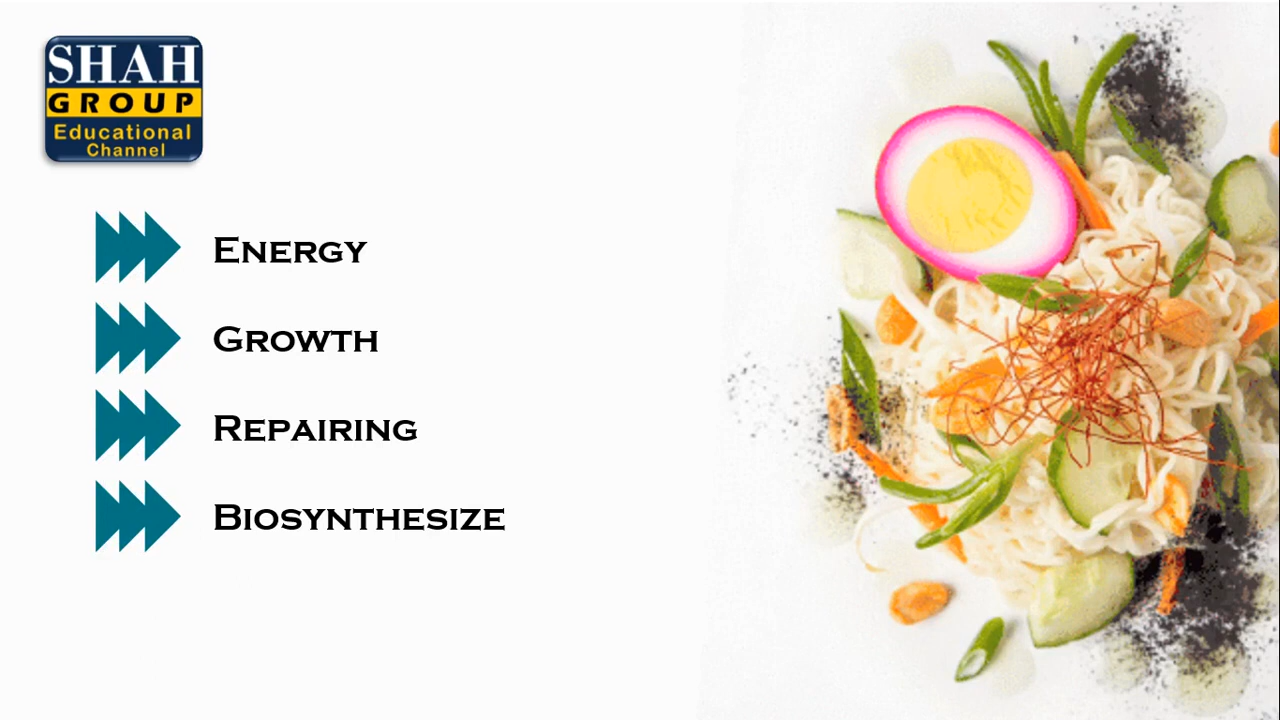 SHAH
GROUP
Educational
Channel
Energy
Growth
Repairing
Biosynthesize